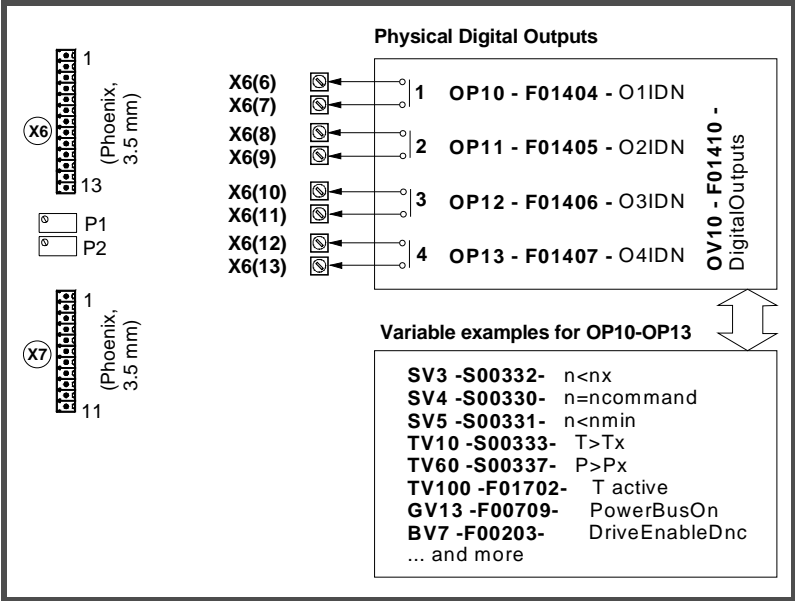 Physical Digital Outputs
1
X6
(Phoenix,
3.5 mm)
13
P1
P2
1
X7
(Phoenix,
3.5 mm)
11
X6(6)
X6(7)
1 OP10 - F01404 - O1IDN
X6(8)
X6(9)
2 OP11 - F01405 - O2IDN
X6(10)
X6(11)
3 OP12 - F01406 - O3IDN
X6(12)
X6(13)
4 OP13 - F01407 - O4IDN
OV10 - F01410 -
DigitalOutputs
Variable examples for OP10-OP13
SV3 -S00332- n<nx
SV4 -S00330- n=ncommand
SV5 -S00331- n<nmin
TV10 -S00333- T>Tx
TV60 -S00337- P>Px
TV100 -F01702- T active
GV13 -F00709- PowerBusOn
BV7 -F00203- DriveEnableDnc
... and more